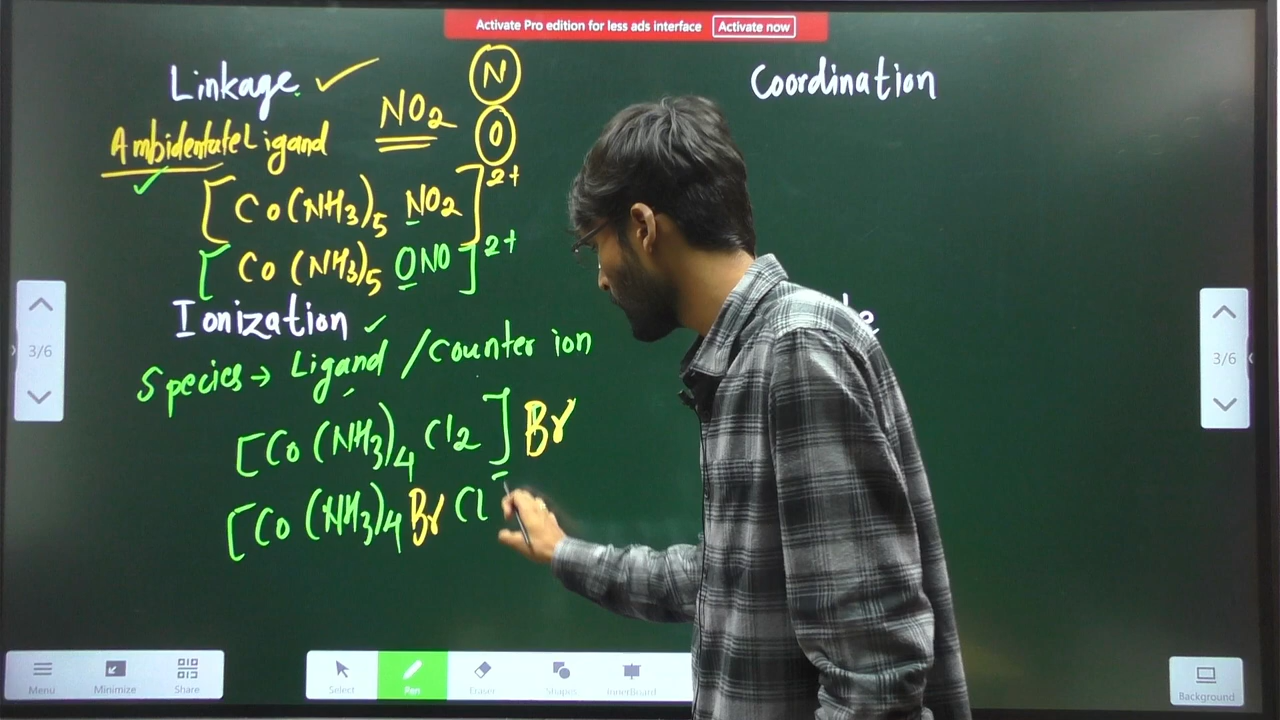 Activate Pro edition for less ads interface Activate now
Linkage
NO2
N
O
Ambidentate Ligand
[Co(NH3)5 NO2]2+
[Co(NH3)5 ONO]2+
Ionization
Species → Ligand / Counter ion
[Co(NH3)4 Cl2] Br
[Co(NH3)4 Br Cl
Coordination
3/6
3/6
Menu Minimize Share Select Pen Eraser Shapes InnerBoard Background